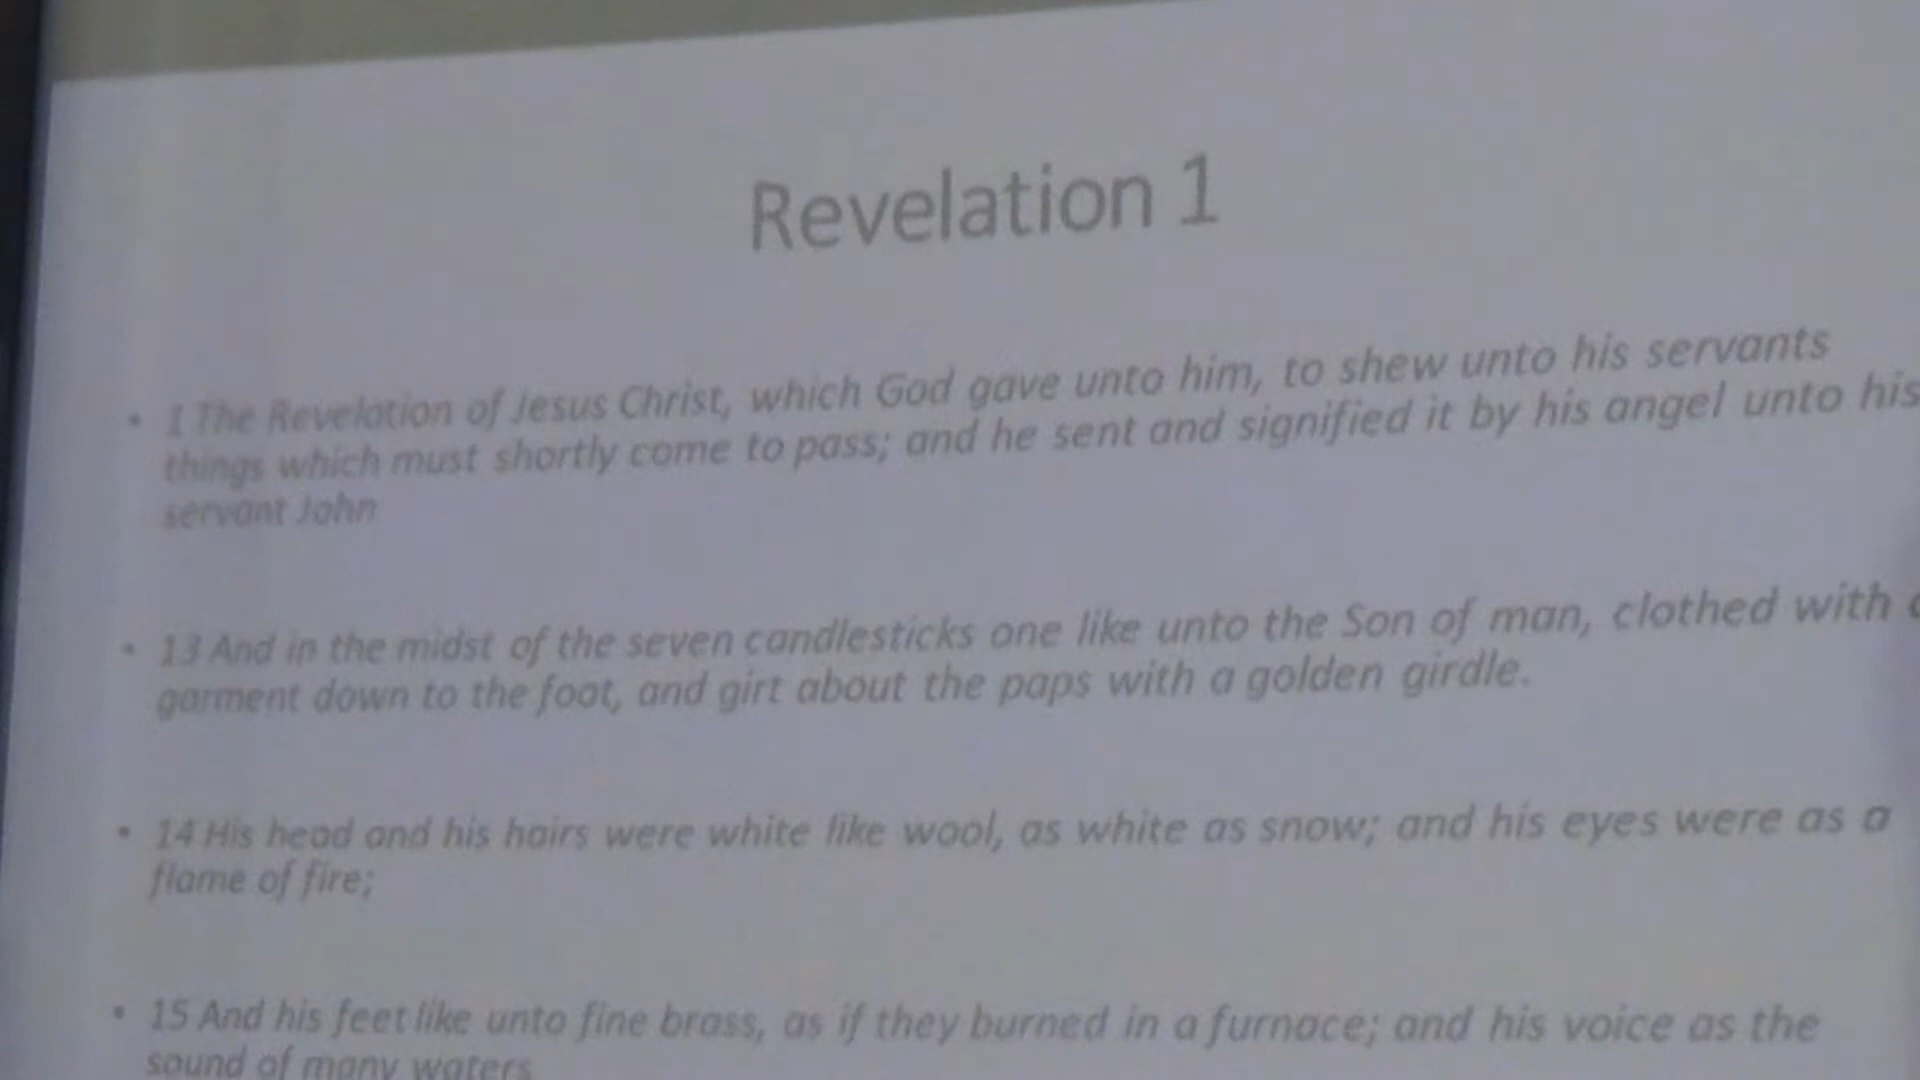 Revelation 1
• 1 The Revelation of Jesus Christ, which God gave unto him, to shew unto his servants
things which must shortly come to pass; and he sent and signified it by his angel unto his
servant John
• 13 And in the midst of the seven candlesticks one like unto the Son of man, clothed with a
garment down to the foot, and girt about the paps with a golden girdle.
• 14 His head and his hairs were white like wool, as white as snow; and his eyes were as a
flame of fire;
• 15 And his feet like unto fine brass, as if they burned in a furnace; and his voice as the
sound of many waters